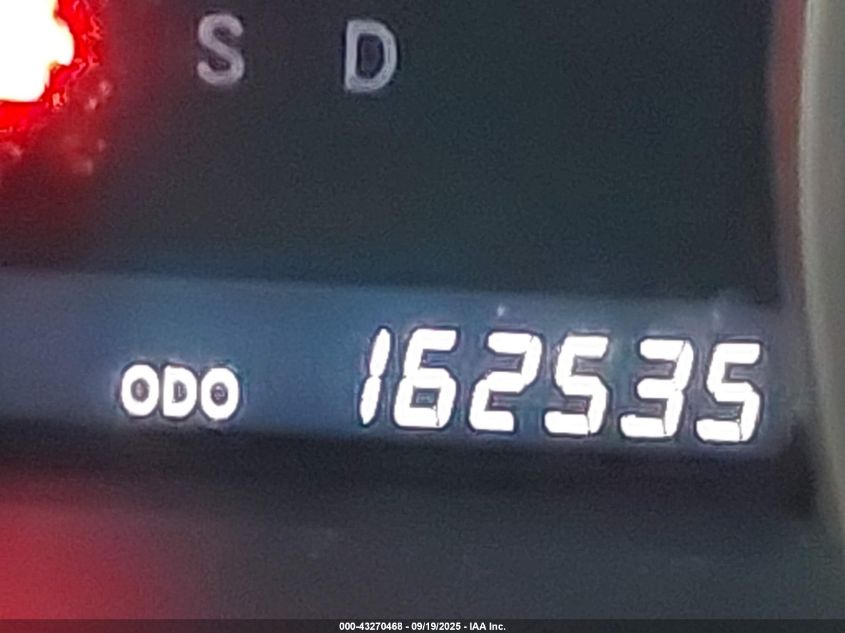 S D
ODO 162535
000-43270468 - 09/19/2025 - IAA Inc.